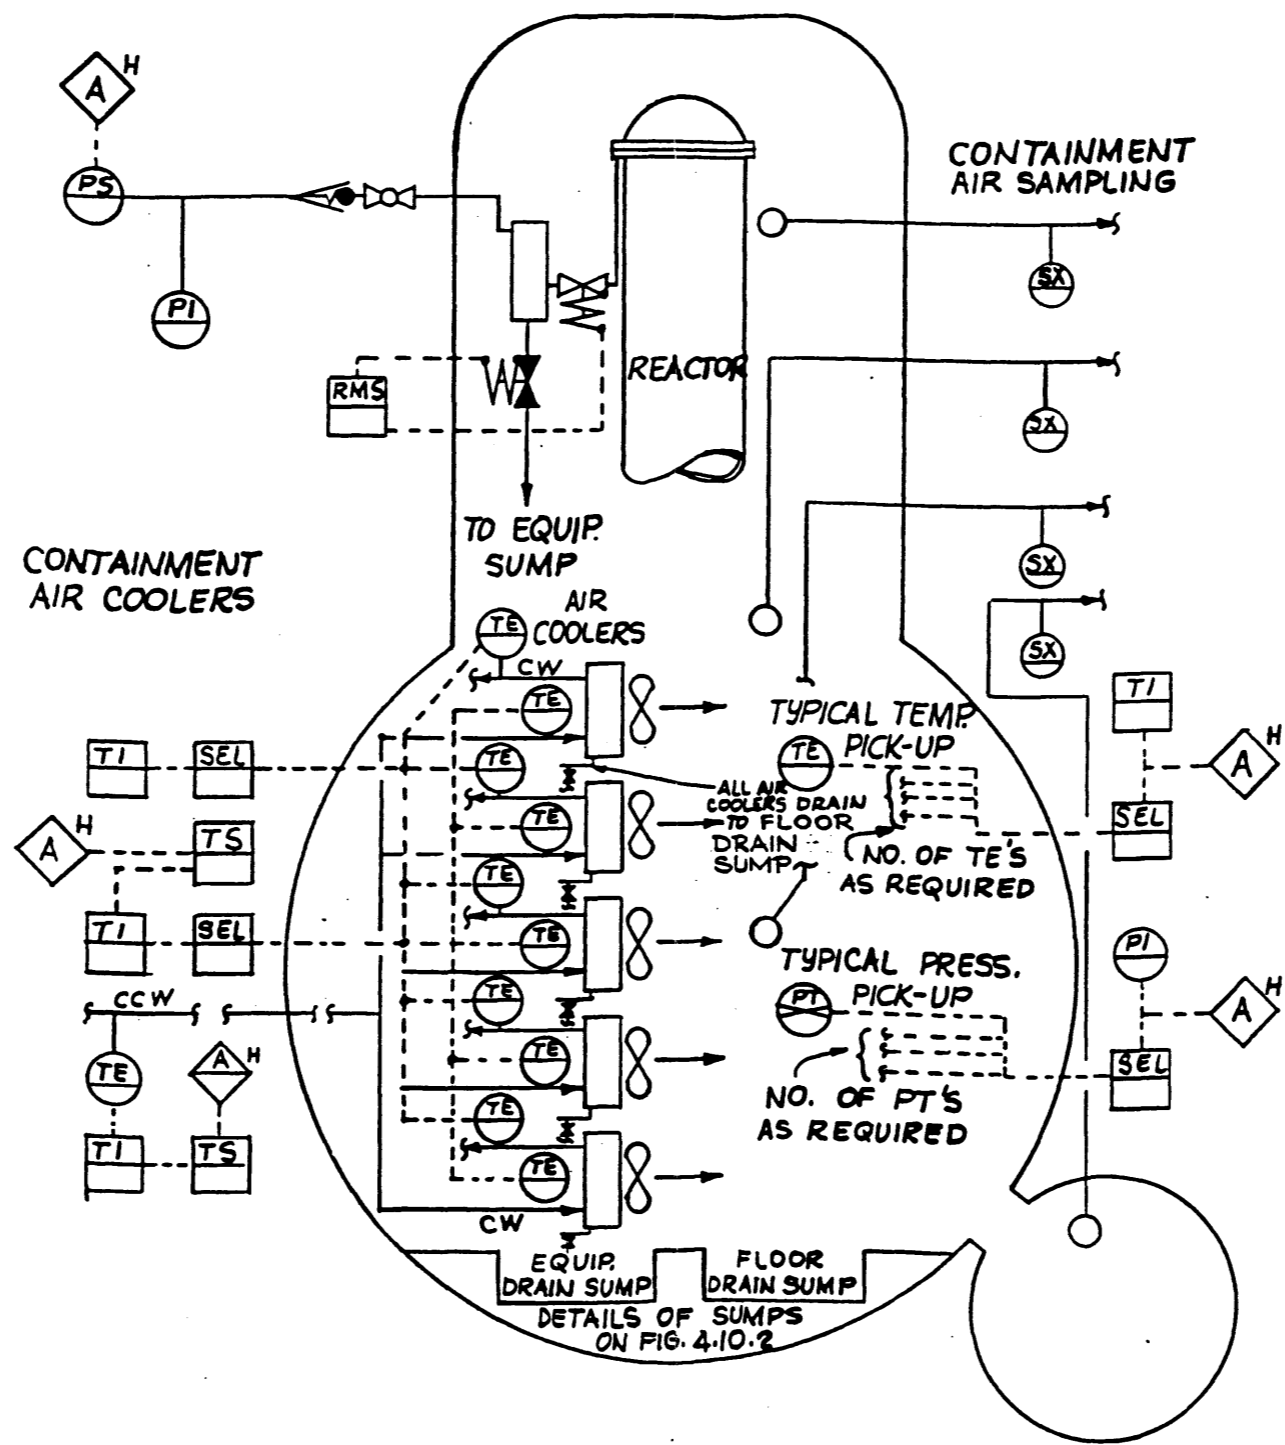 H
A
PS
PI
CONTAINMENT
AIR SAMPLING
SX
REACTOR
SX
RMS
TO EQUIP.
SUMP
SX
CONTAINMENT
AIR COOLERS
AIR
COOLERS
TE
CW
SX
TE
TYPICAL TEMP.
PICK-UP
TE
TI
H
A
TI
SEL
TE
ALL AIR
COOLERS DRAIN
TO FLOOR
DRAIN
SUMP
SEL
H
A
TS
TE
NO. OF TE'S
AS REQUIRED
TE
TI
SEL
TE
TYPICAL PRESS.
PICK-UP
PT
PI
H
A
CCW
TE
TE
A
H
TE
NO. OF PT'S
AS REQUIRED
SEL
TI
TS
TE
TE
CW
EQUIP.
DRAIN SUMP
FLOOR
DRAIN SUMP
DETAILS OF SUMPS
ON FIG. 4.10.2